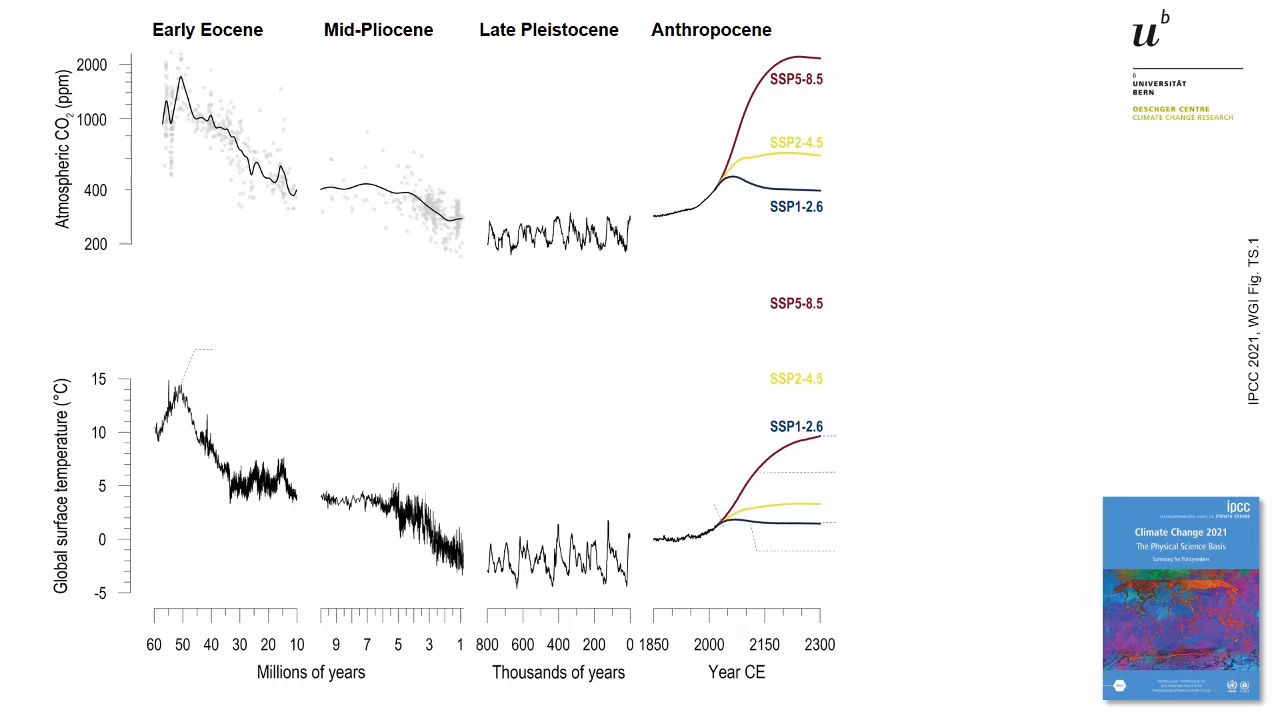 Early Eocene
Mid-Pliocene
Late Pleistocene
Anthropocene
Atmospheric CO2 (ppm)
2000
1000
400
200
SSP5-8.5
SSP2-4.5
SSP1-2.6
SSP5-8.5
SSP2-4.5
SSP1-2.6
Global surface temperature (°C)
15
10
5
0
-5
60 50 40 30 20 10
9 7 5 3 1
800 600 400 200 0
1850 2000 2150 2300
Millions of years
Thousands of years
Year CE
u b
b
UNIVERSITÄT
BERN
OESCHGER CENTRE
CLIMATE CHANGE RESEARCH
IPCC 2021, WGI Fig. TS.1
ipcc
climate change
Climate Change 2021
The Physical Science Basis
Summary for Policymakers